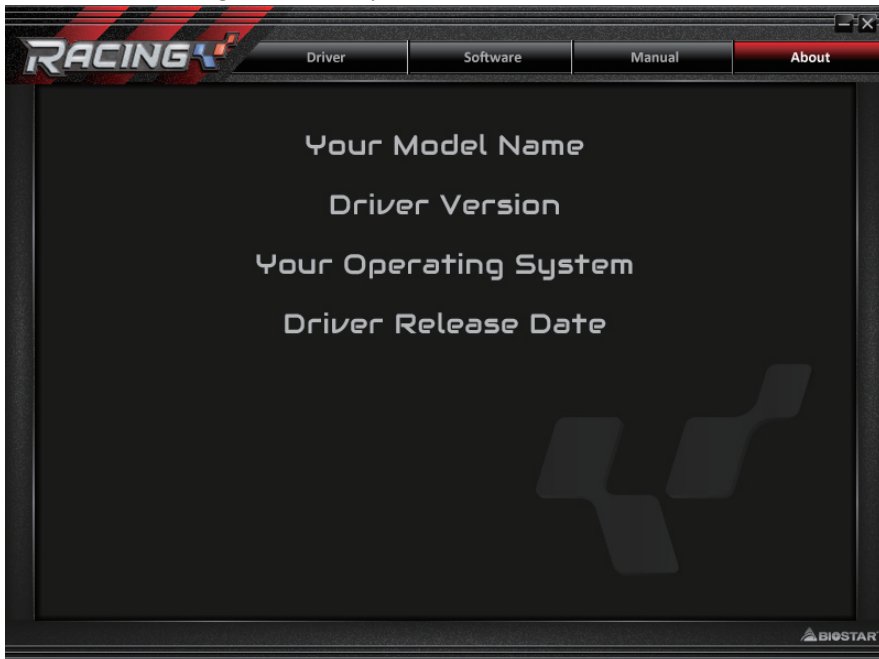 RACING
Driver
Software
Manual
About
Your Model Name
Driver Version
Your Operating System
Driver Release Date
BIOSTAR